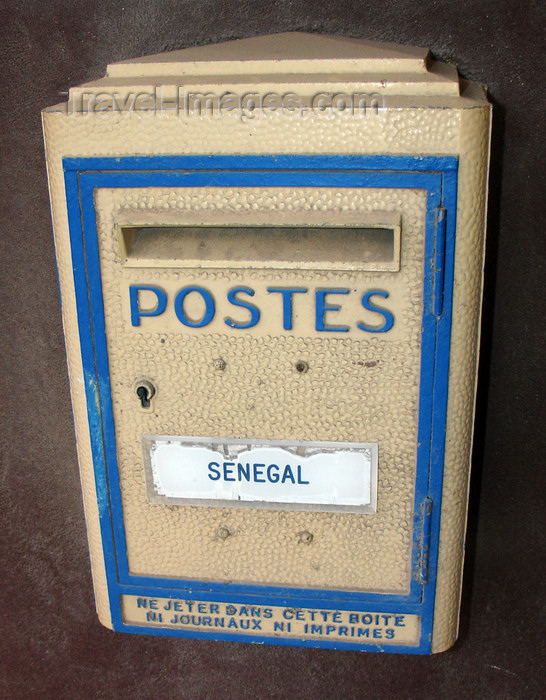 Travel-Images.com
POSTES
SENEGAL
NE JETER DANS CETTE BOITE
NI JOURNAUX NI IMPRIMES